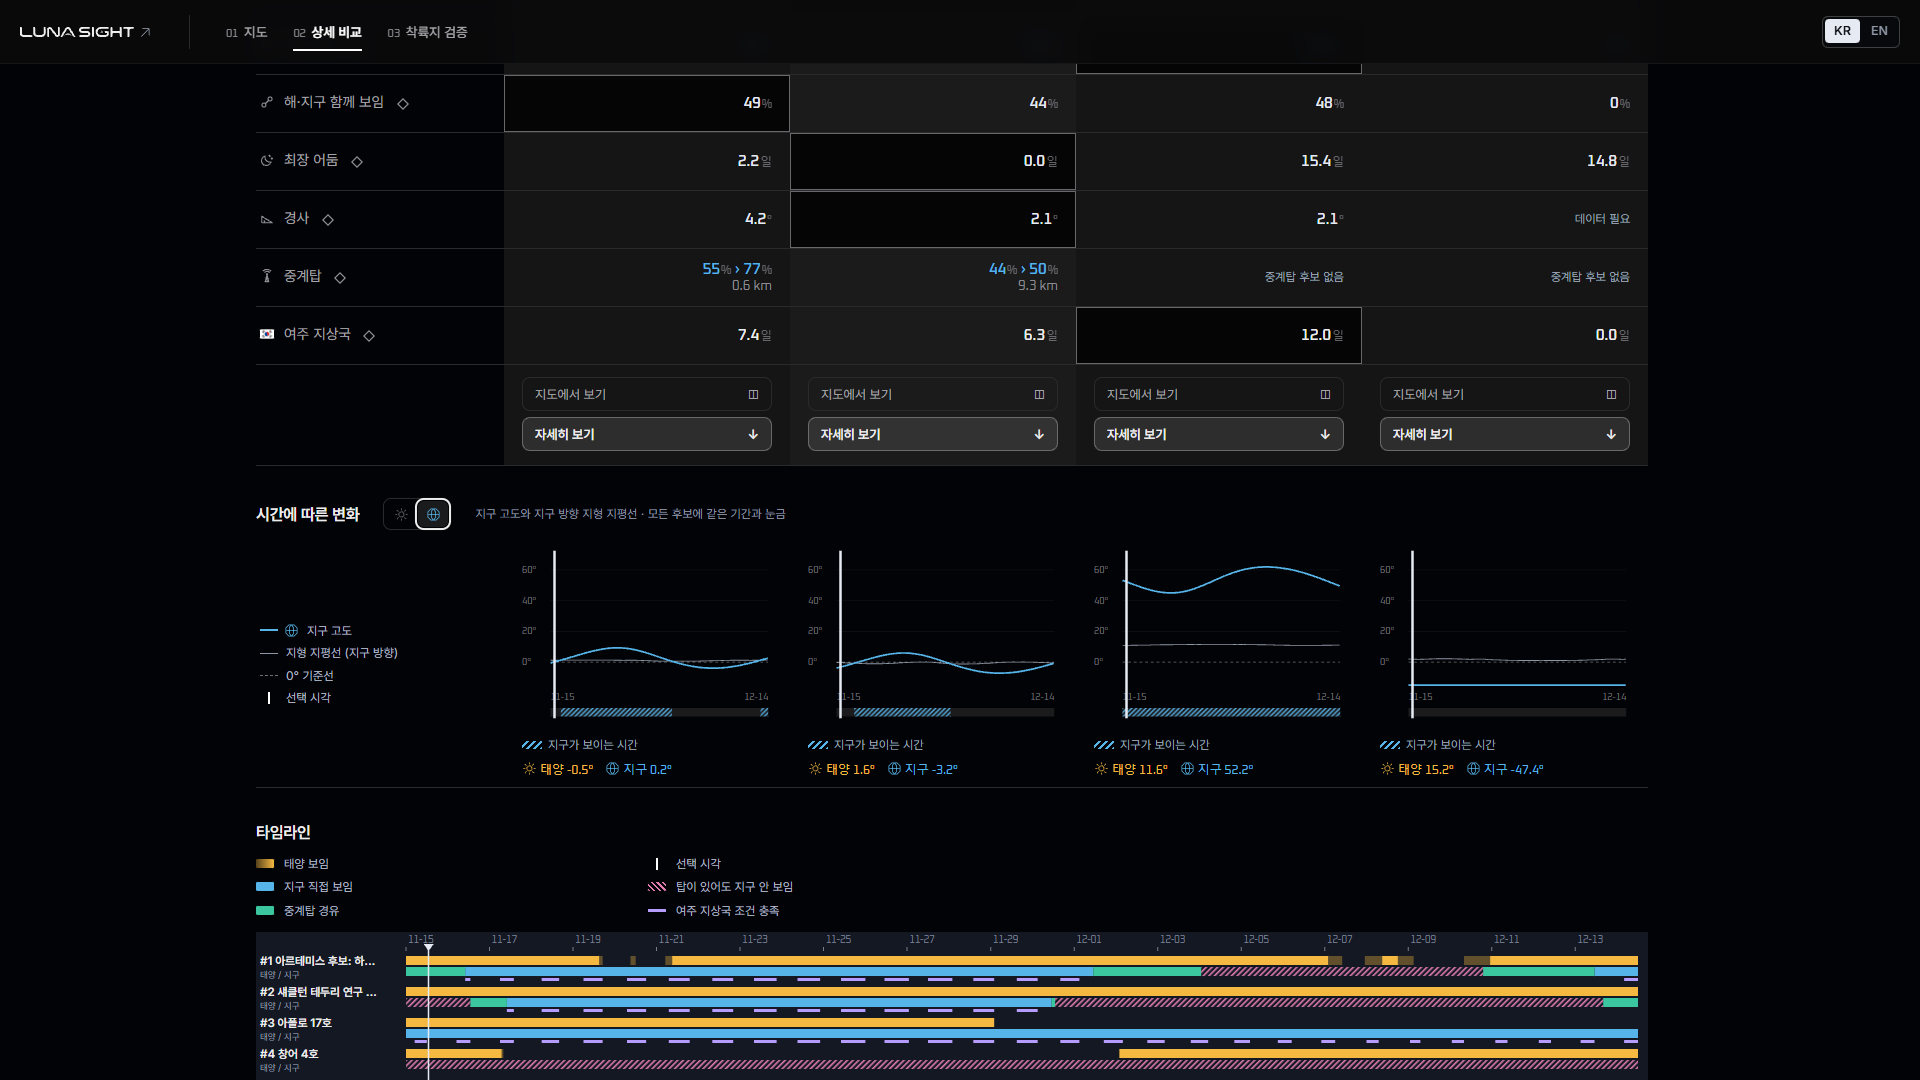 LUNA SIGHT
01 지도
02 상세 비교
03 착륙지 검증
KR
EN
해·지구 함께 보임
49%
44%
48%
0%
최장 어둠
2.2일
0.0일
15.4일
14.8일
경사
4.2°
2.1°
2.1°
데이터 필요
중계탑
55% › 77%
0.6 km
44% › 50%
9.3 km
중계탑 후보 없음
중계탑 후보 없음
여주 지상국
7.4일
6.3일
12.0일
0.0일
지도에서 보기
지도에서 보기
지도에서 보기
지도에서 보기
자세히 보기
자세히 보기
자세히 보기
자세히 보기
시간에 따른 변화
지구 고도와 지구 방향 지형 지평선 · 모든 후보에 같은 기간과 눈금
지구 고도
지형 지평선 (지구 방향)
0° 기준선
선택 시각
60°
40°
20°
0°
11-15
12-14
지구가 보이는 시간
태양 -0.5°
지구 0.2°
60°
40°
20°
0°
11-15
12-14
지구가 보이는 시간
태양 1.6°
지구 -3.2°
60°
40°
20°
0°
11-15
12-14
지구가 보이는 시간
태양 11.6°
지구 52.2°
60°
40°
20°
0°
11-15
12-14
지구가 보이는 시간
태양 15.2°
지구 -47.4°
타임라인
태양 보임
지구 직접 보임
중계탑 경유
선택 시각
탑이 있어도 지구 안 보임
여주 지상국 조건 충족
11-15
11-17
11-19
11-21
11-23
11-25
11-27
11-29
12-01
12-03
12-05
12-07
12-09
12-11
12-13
#1 아르테미스 후보: 하...
태양 / 지구
#2 섀클턴 테두리 연구 ...
태양 / 지구
#3 아폴로 17호
태양 / 지구
#4 창어 4호
태양 / 지구